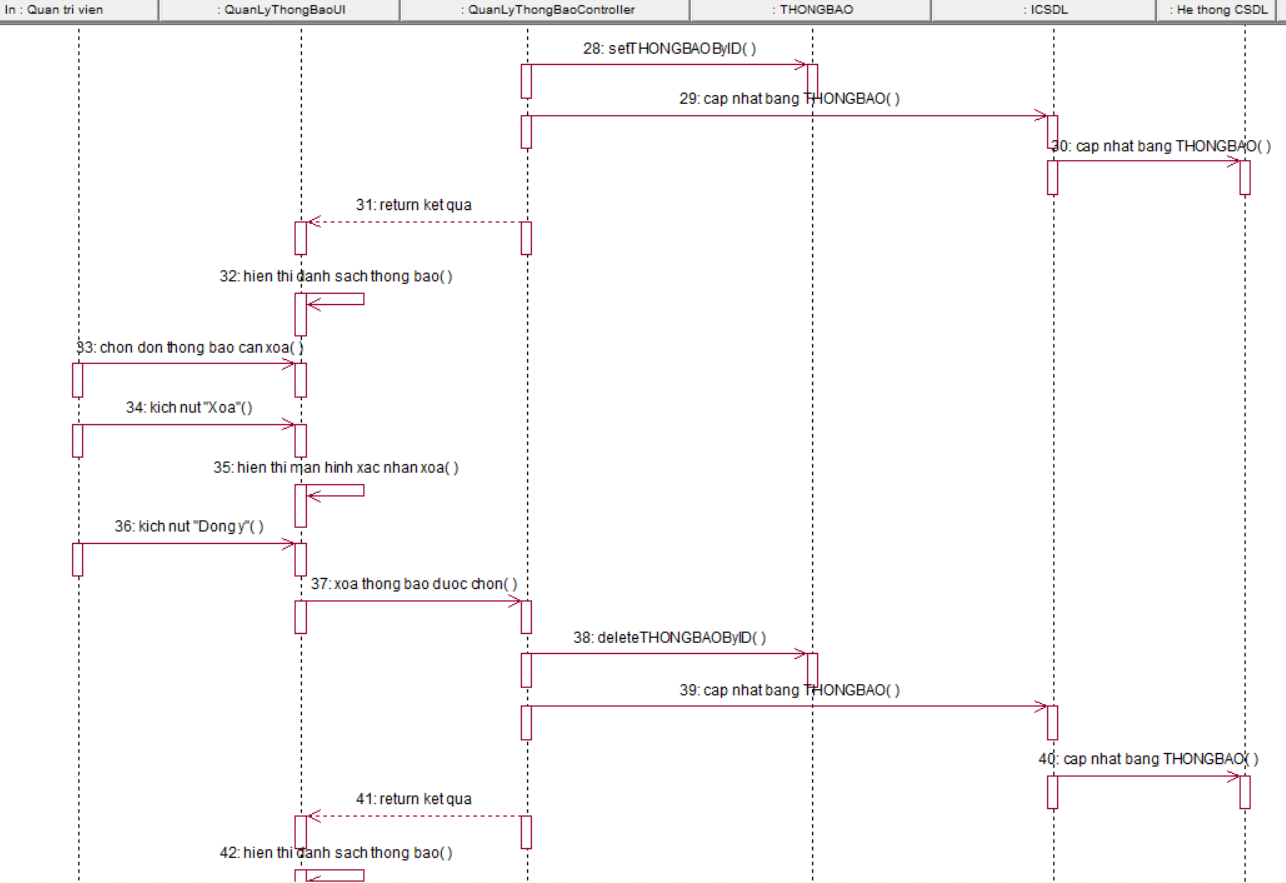 In : Quan tri vien
: QuanLyThongBaoUI
: QuanLyThongBaoController
: THONGBAO
: ICSDL
: He thong CSDL
28: setTHONGBAOByID( )
29: cap nhat bang THONGBAO( )
30: cap nhat bang THONGBAO( )
31: return ket qua
32: hien thi danh sach thong bao( )
33: chon don thong bao can xoa( )
34: kich nut "Xoa"( )
35: hien thi man hinh xac nhan xoa( )
36: kich nut "Dong y"( )
37: xoa thong bao duoc chon( )
38: deleteTHONGBAOByID( )
39: cap nhat bang THONGBAO( )
40: cap nhat bang THONGBAO( )
41: return ket qua
42: hien thi danh sach thong bao( )